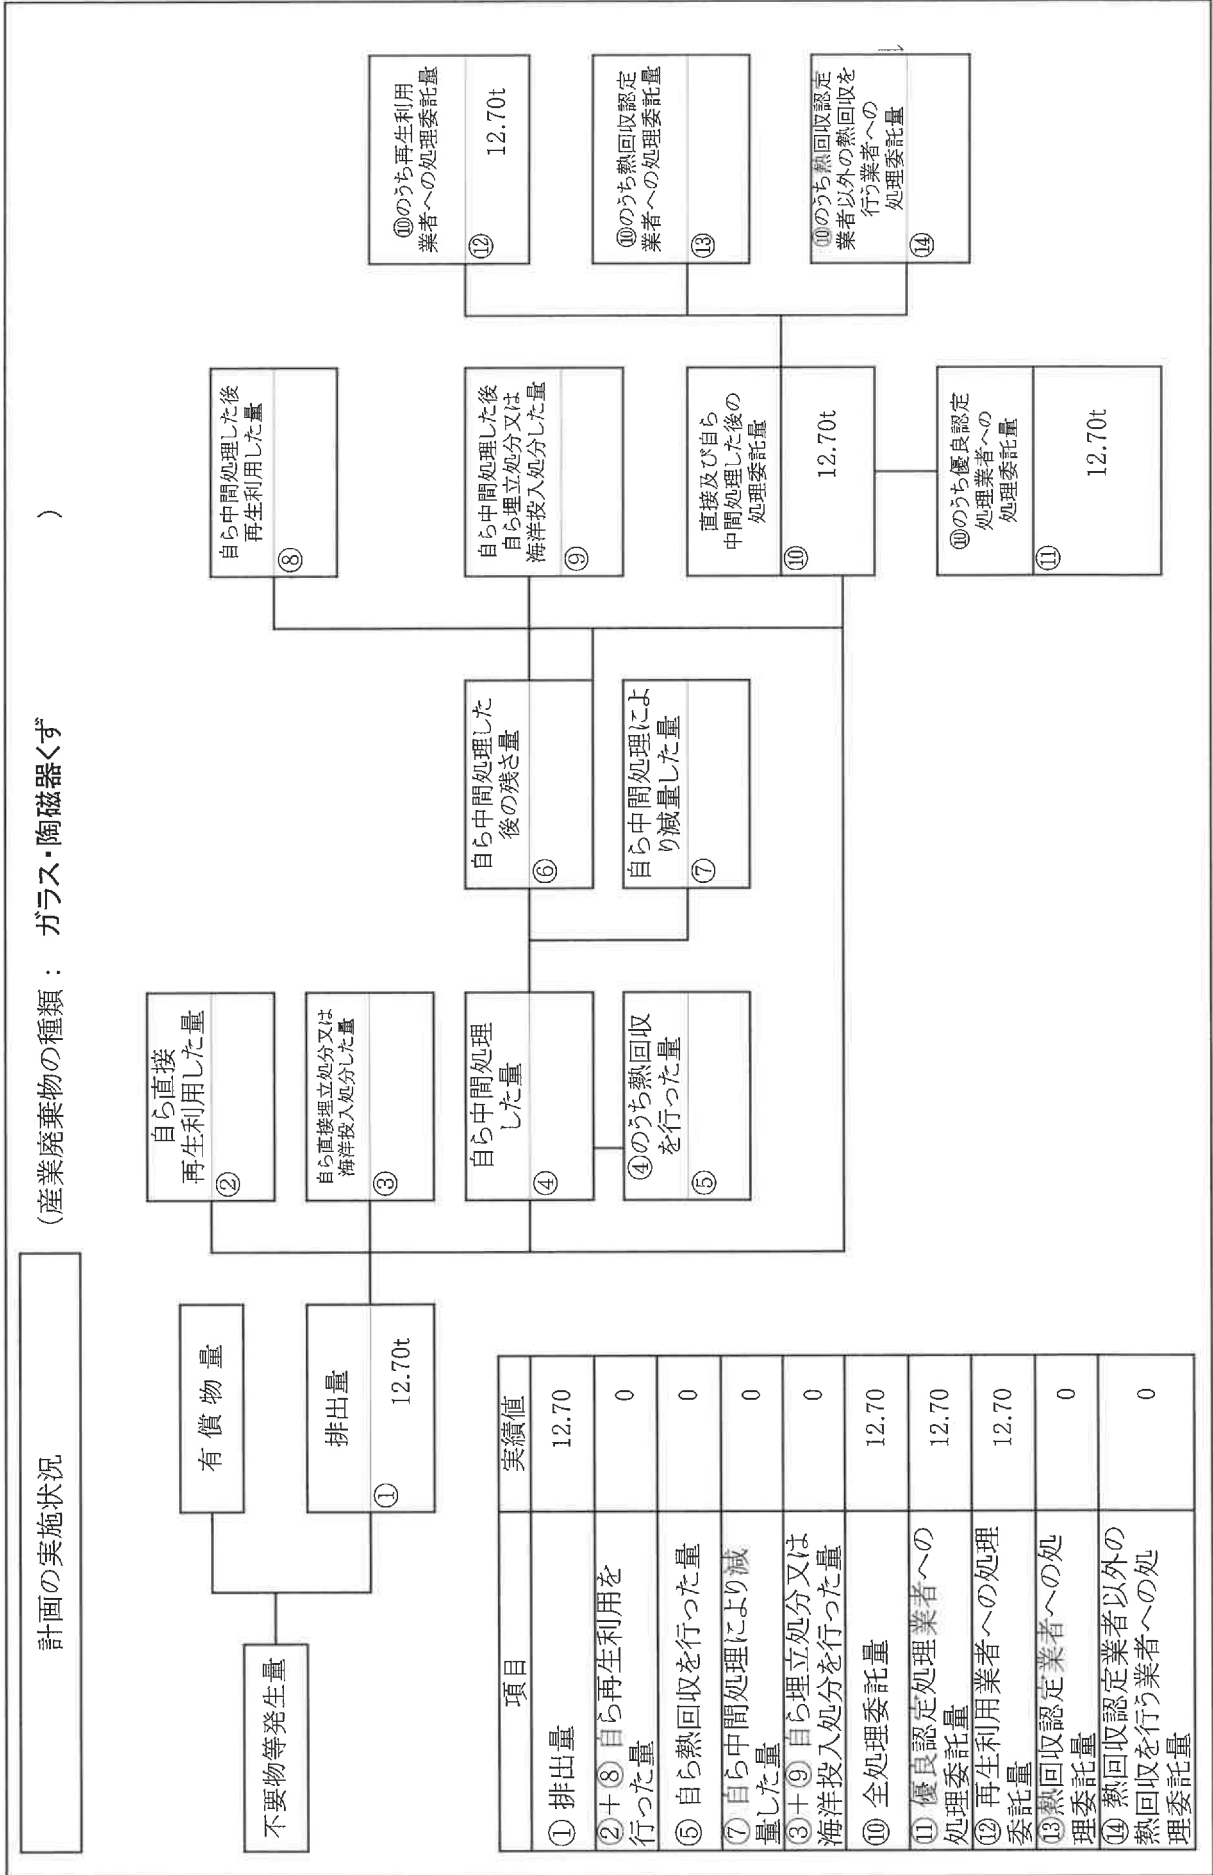 計画の実施状況
(産業廃棄物の種類： ガラス・陶磁器くず )
不要物等発生量
有 償 物 量
排出量
①
12.70t
自ら直接
再生利用した量
②
自ら直接埋立処分又は
海洋投入処分した量
③
自ら中間処理
した量
④
④のうち熱回収
を行った量
⑤
自ら中間処理した
後の残さ量
⑥
自ら中間処理によ
り減量した量
⑦
自ら中間処理した後
再生利用した量
⑧
自ら中間処理した後
自ら埋立処分又は
海洋投入処分した量
⑨
直接及び自ら
中間処理した後の
処理委託量
⑩
12.70t
⑩のうち優良認定
処理業者への
処理委託量
⑪
12.70t
⑩のうち再生利用
業者への処理委託量
⑫
12.70t
⑩のうち熱回収認定
業者への処理委託量
⑬
⑩のうち熱回収認定
業者以外の熱回収を
行う業者への
処理委託量
⑭
項目 実績値
① 排出量 12.70
②＋⑧ 自ら再生利用を
行った量 0
⑤ 自ら熱回収を行った量 0
⑦ 自ら中間処理により減
量した量 0
③＋⑨ 自ら埋立処分又は
海洋投入処分を行った量 0
⑩ 全処理委託量 12.70
⑪ 優良認定処理業者への
処理委託量 12.70
⑫ 再生利用業者への処理
委託量 12.70
⑬熱回収認定業者への処
理委託量 0
⑭ 熱回収認定業者以外の
熱回収を行う業者への処
理委託量 0